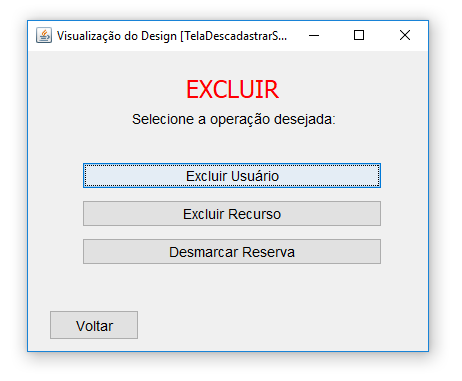 Visualização do Design [TelaDescadastrarS...
EXCLUIR
Selecione a operação desejada:
Excluir Usuário
Excluir Recurso
Desmarcar Reserva
Voltar